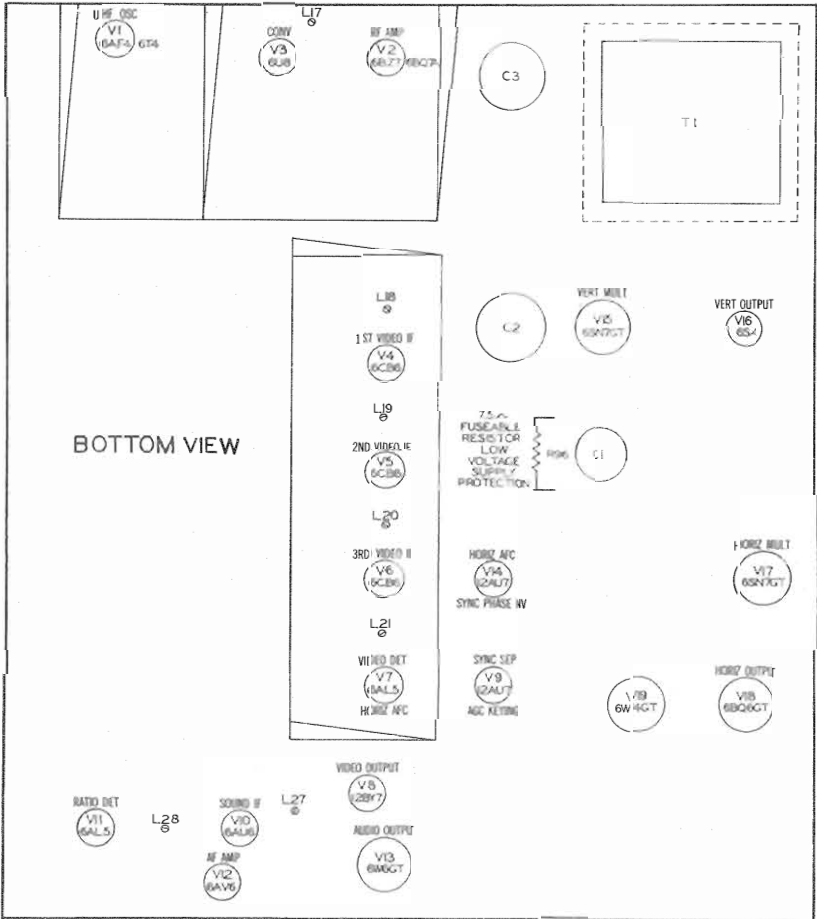 UHF OSC
V1
6AF4, 6T4
L17
CONV
V3
6U8
RF AMP
V2
6BZ7, 6BQ7A
C3
T1
L18
1ST VIDEO IF
V4
6CB6
C2
VERT MULT
V15
6SN7GT
VERT OUTPUT
V16
6S4
L19
BOTTOM VIEW
2ND VIDEO IF
V5
6CB6
FUSEABLE
RESISTOR
LOW
VOLTAGE
SUPPLY
PROTECTION
R96
C1
L20
3RD VIDEO IF
V6
6CB6
HORIZ AFC
V14
12AU7
SYNC PHASE INV
HORIZ MULT
V17
6SN7GT
L21
VIDEO DET
V7
6AL5
HORIZ AFC
SYNC SEP
V9
12AU7
AGC KEYING
V19
6W4GT
HORIZ OUTPUT
V18
6BQ6GT
VIDEO OUTPUT
V8
12BY7
RATIO DET
V11
6AL5
L28
SOUND IF
V10
6AU6
L27
AUDIO OUTPUT
V13
6W6GT
AF AMP
V12
6AV6